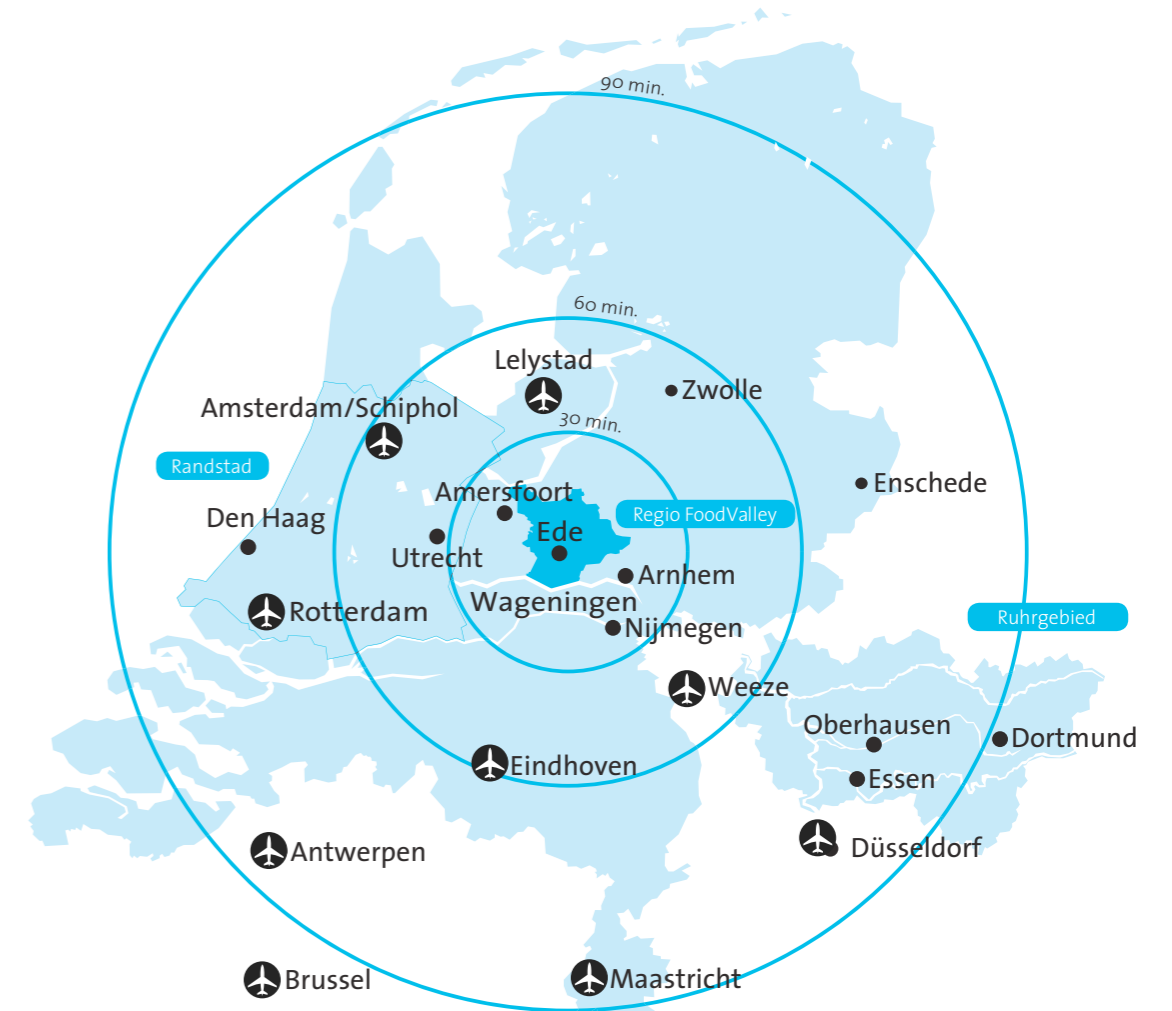 90 min.
60 min.
Lelystad
Zwolle
Amsterdam/Schiphol
30 min.
Randstad
Enschede
Amersfoort
Regio FoodValley
Den Haag
Ede
Utrecht
Arnhem
Wageningen
Rotterdam
Ruhrgebied
Nijmegen
Weeze
Oberhausen
Dortmund
Eindhoven
Essen
Düsseldorf
Antwerpen
Brussel
Maastricht